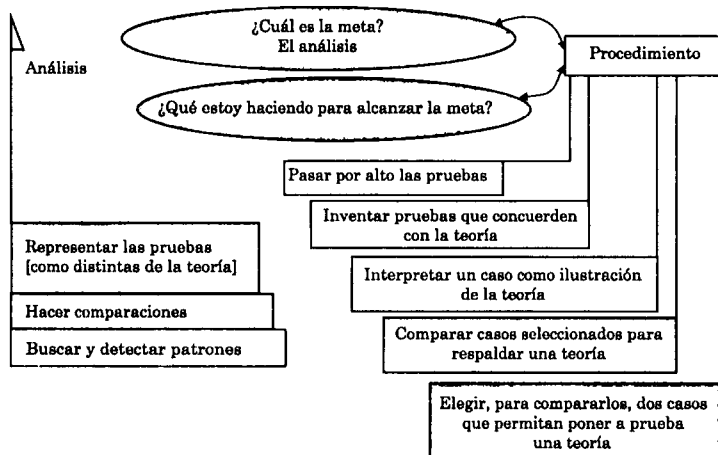 ¿Cuál es la meta?
El análisis
Procedimiento
Análisis
¿Qué estoy haciendo para alcanzar la meta?
Pasar por alto las pruebas
Inventar pruebas que concuerden
con la teoría
Representar las pruebas
[como distintas de la teoría]
Interpretar un caso como ilustración
de la teoría
Hacer comparaciones
Buscar y detectar patrones
Comparar casos seleccionados para
respaldar una teoría
Elegir, para compararlos, dos casos
que permitan poner a prueba
una teoría